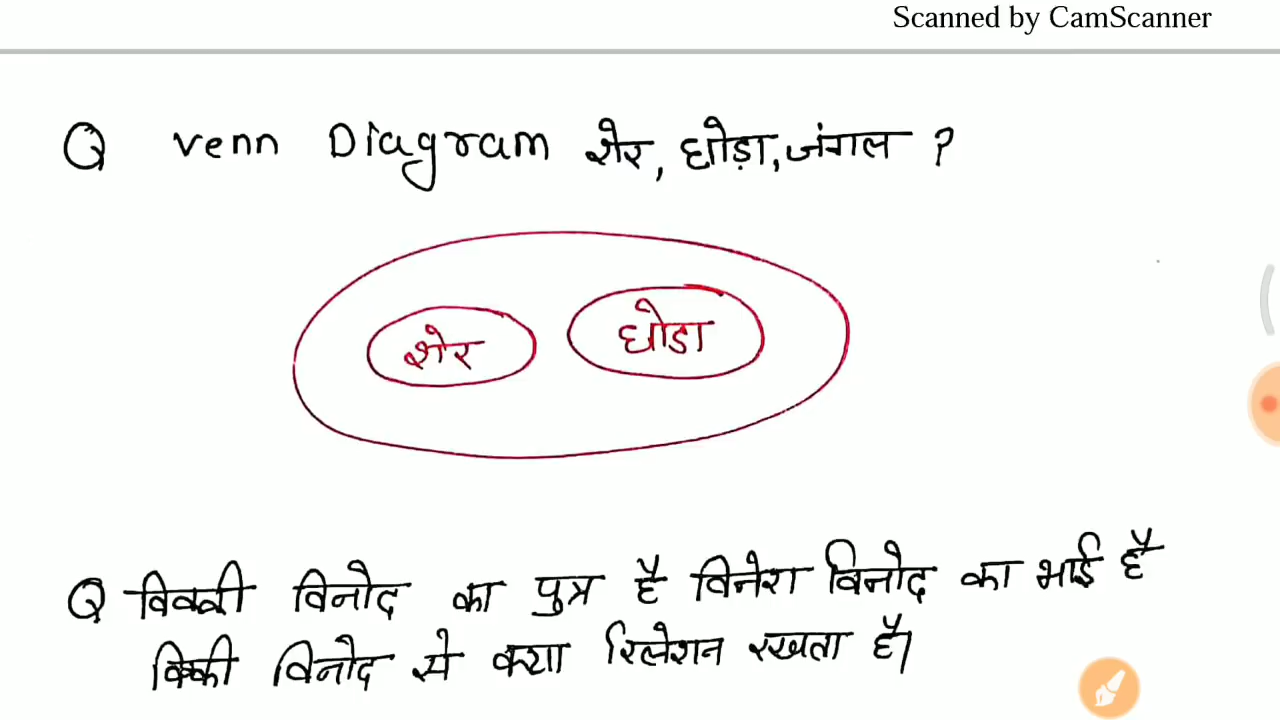 Scanned by CamScanner
Q venn Diagram शेर, घोड़ा, जंगल ?
शेर
घोडा
Q विक्की विनोद का पुत्र है विनेश विनोद का भाई है
विक्की विनोद से क्या रिलेशन रखता है।